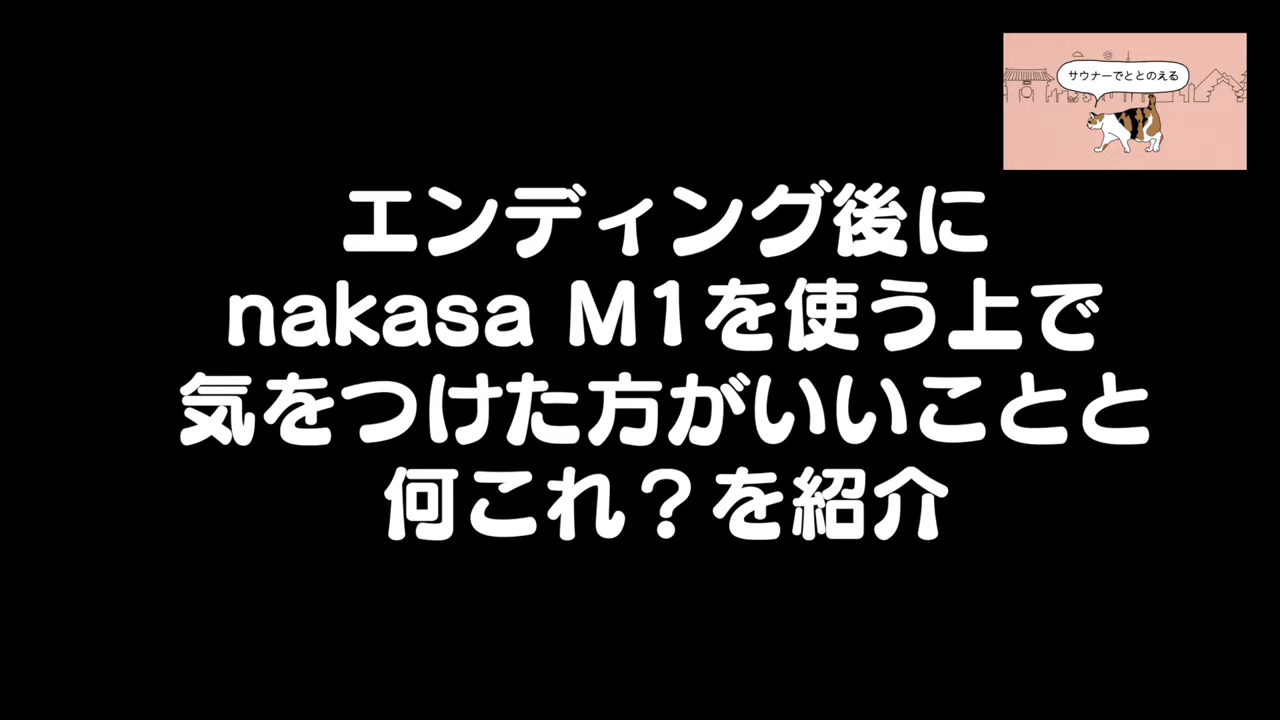 サウナーでととのえる
エンディング後に
nakasa M1を使う上で
気をつけた方がいいことと
何これ？を紹介